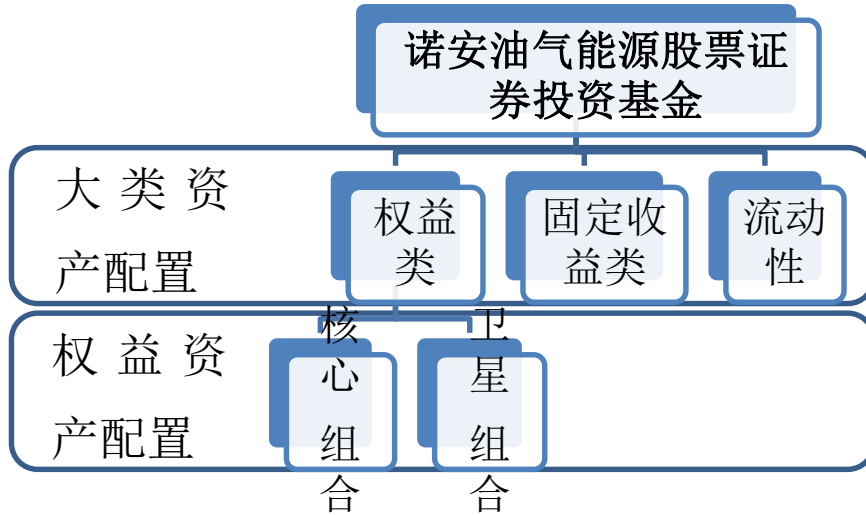 诺安油气能源股票证
券投资基金
大 类 资
产配置
权益
类
固定收
益类
流动
性
权 益 资
产配置
核
心
组
合
卫
星
组
合